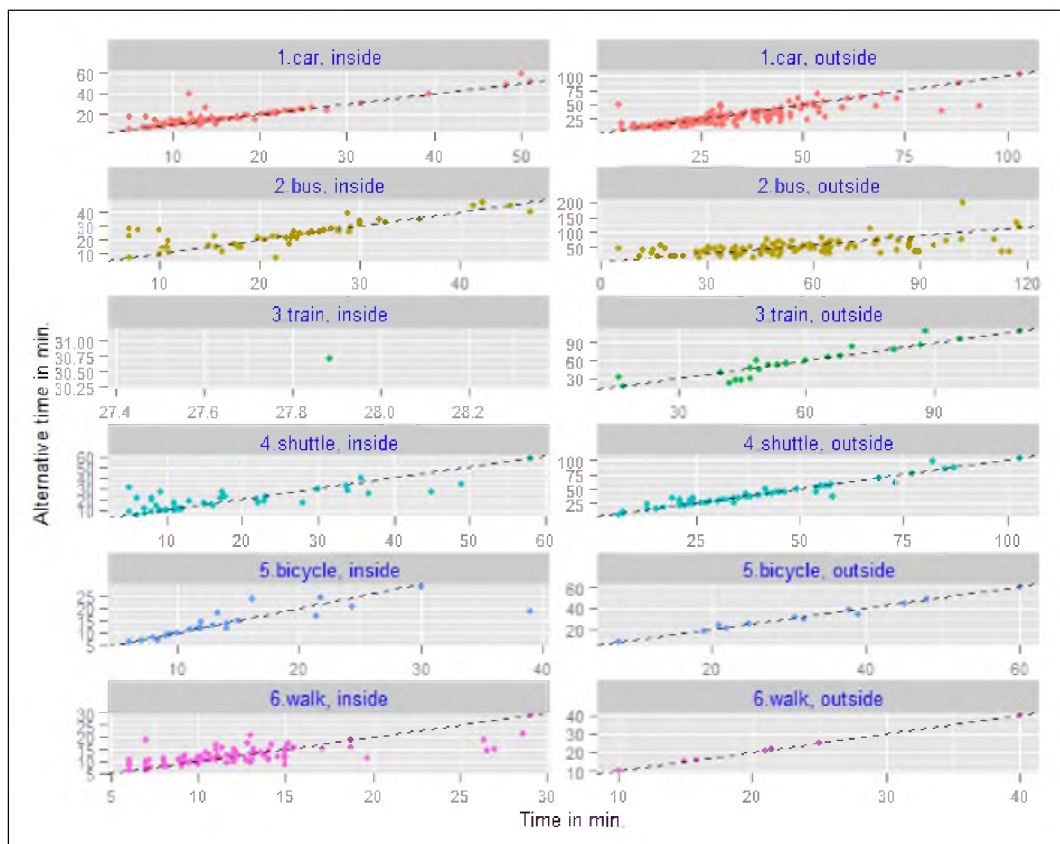 1.car, inside
60
40
20
10 20 30 40 50
1.car, outside
100
75
50
25
25 50 75 100
2.bus, inside
40
30
20
10
10 20 30 40
2.bus, outside
200
150
100
50
0 30 60 90 120
3.train, inside
31.00
30.75
30.50
30.25
27.4 27.6 27.8 28.0 28.2
3.train, outside
90
60
30
30 60 90
4.shuttle, inside
60
50
40
30
20
10
10 20 30 40 50 60
4.shuttle, outside
100
75
50
25
25 50 75 100
5.bicycle, inside
25
20
15
10
5
10 20 30 40
5.bicycle, outside
60
40
20
20 40 60
6.walk, inside
30
25
20
15
10
5
5 10 15 20 25 30
6.walk, outside
40
30
20
10
10 20 30 40
Alternative time in min.
Time in min.